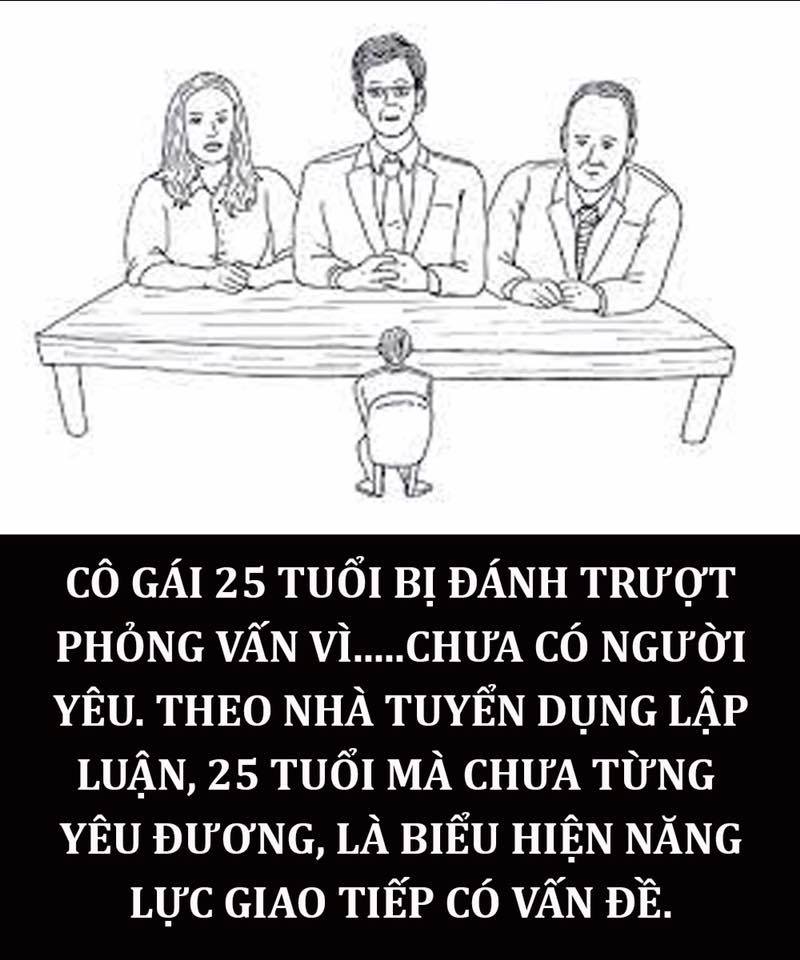 CÔ GÁI 25 TUỔI BỊ ĐÁNH TRƯỢT
PHỎNG VẤN VÌ.....CHƯA CÓ NGƯỜI
YÊU. THEO NHÀ TUYỂN DỤNG LẬP
LUẬN, 25 TUỔI MÀ CHƯA TỪNG
YÊU ĐƯƠNG, LÀ BIỂU HIỆN NĂNG
LỰC GIAO TIẾP CÓ VẤN ĐỀ.